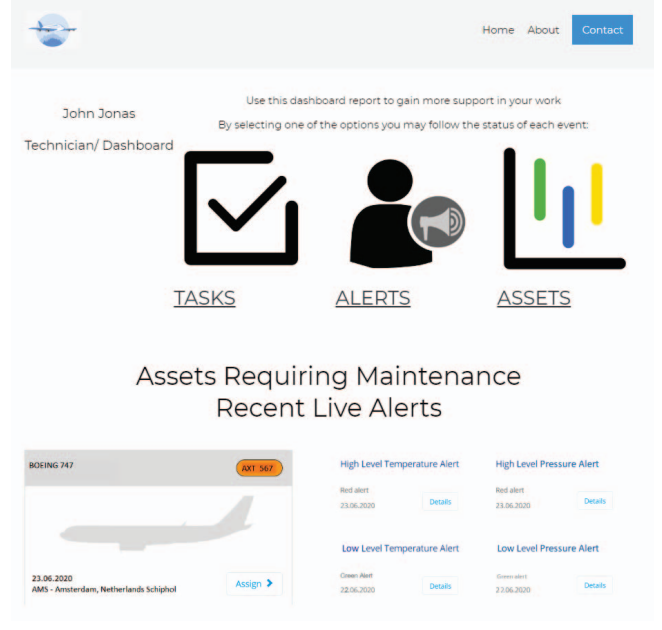 Home About Contact
John Jonas
Technician/ Dashboard
Use this dashboard report to gain more support in your work
By selecting one of the options you may follow the status of each event:
TASKS
ALERTS
ASSETS
Assets Requiring Maintenance
Recent Live Alerts
BOEING 747
AXT 567
23.06.2020
AMS - Amsterdam, Netherlands Schiphol
Assign
High Level Temperature Alert
Red alert
23.06.2020
Details
High Level Pressure Alert
Red alert
23.06.2020
Details
Low Level Temperature Alert
Green Alert
22.06.2020
Details
Low Level Pressure Alert
Green alert
22.06.2020
Details